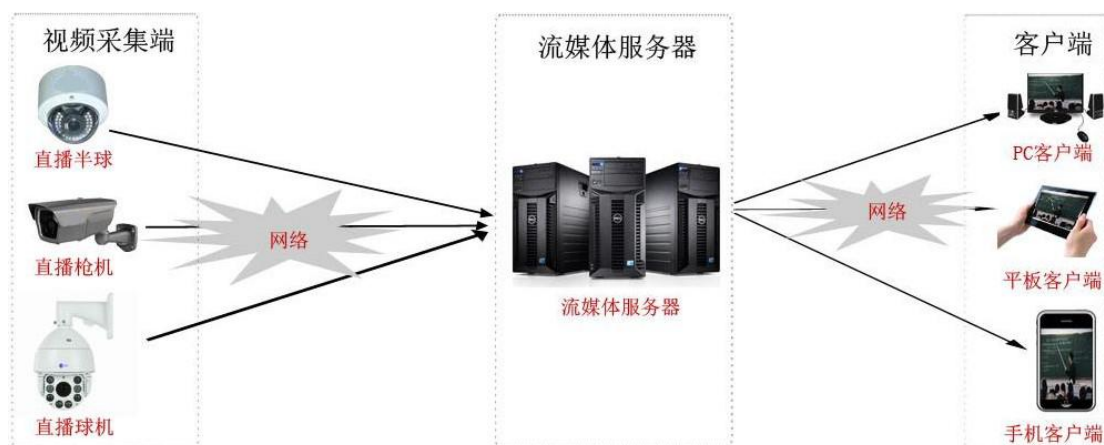 视频采集端
直播半球
网络
直播枪机
直播球机
流媒体服务器
流媒体服务器
客户端
PC客户端
网络
平板客户端
手机客户端